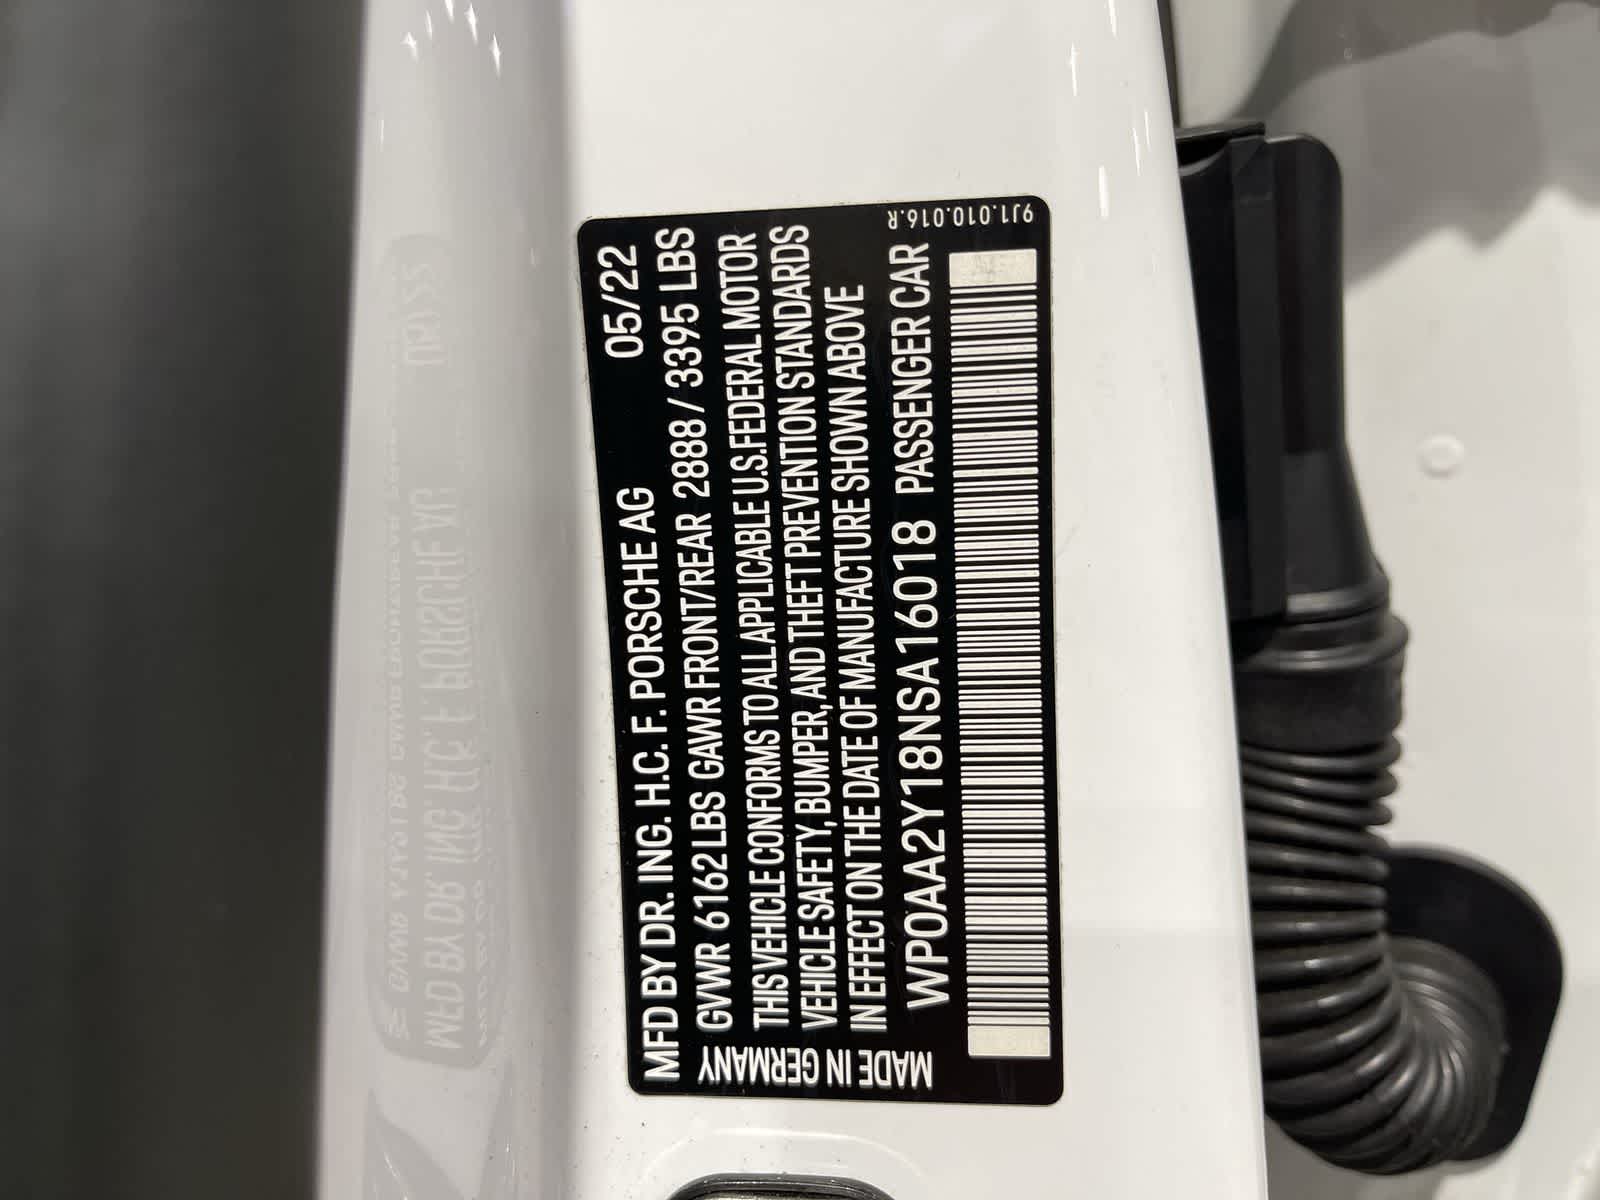 MFD BY DR. ING. H.C. F. PORSCHE AG 05/22
GVWR 6162 LBS GAWR FRONT/REAR 2888 / 3395 LBS
THIS VEHICLE CONFORMS TO ALL APPLICABLE U.S.FEDERAL MOTOR
VEHICLE SAFETY, BUMPER, AND THEFT PREVENTION STANDARDS
IN EFFECT ON THE DATE OF MANUFACTURE SHOWN ABOVE
WP0AA2Y18NSA16018 PASSENGER CAR
MADE IN GERMANY
9J1.010.016.R